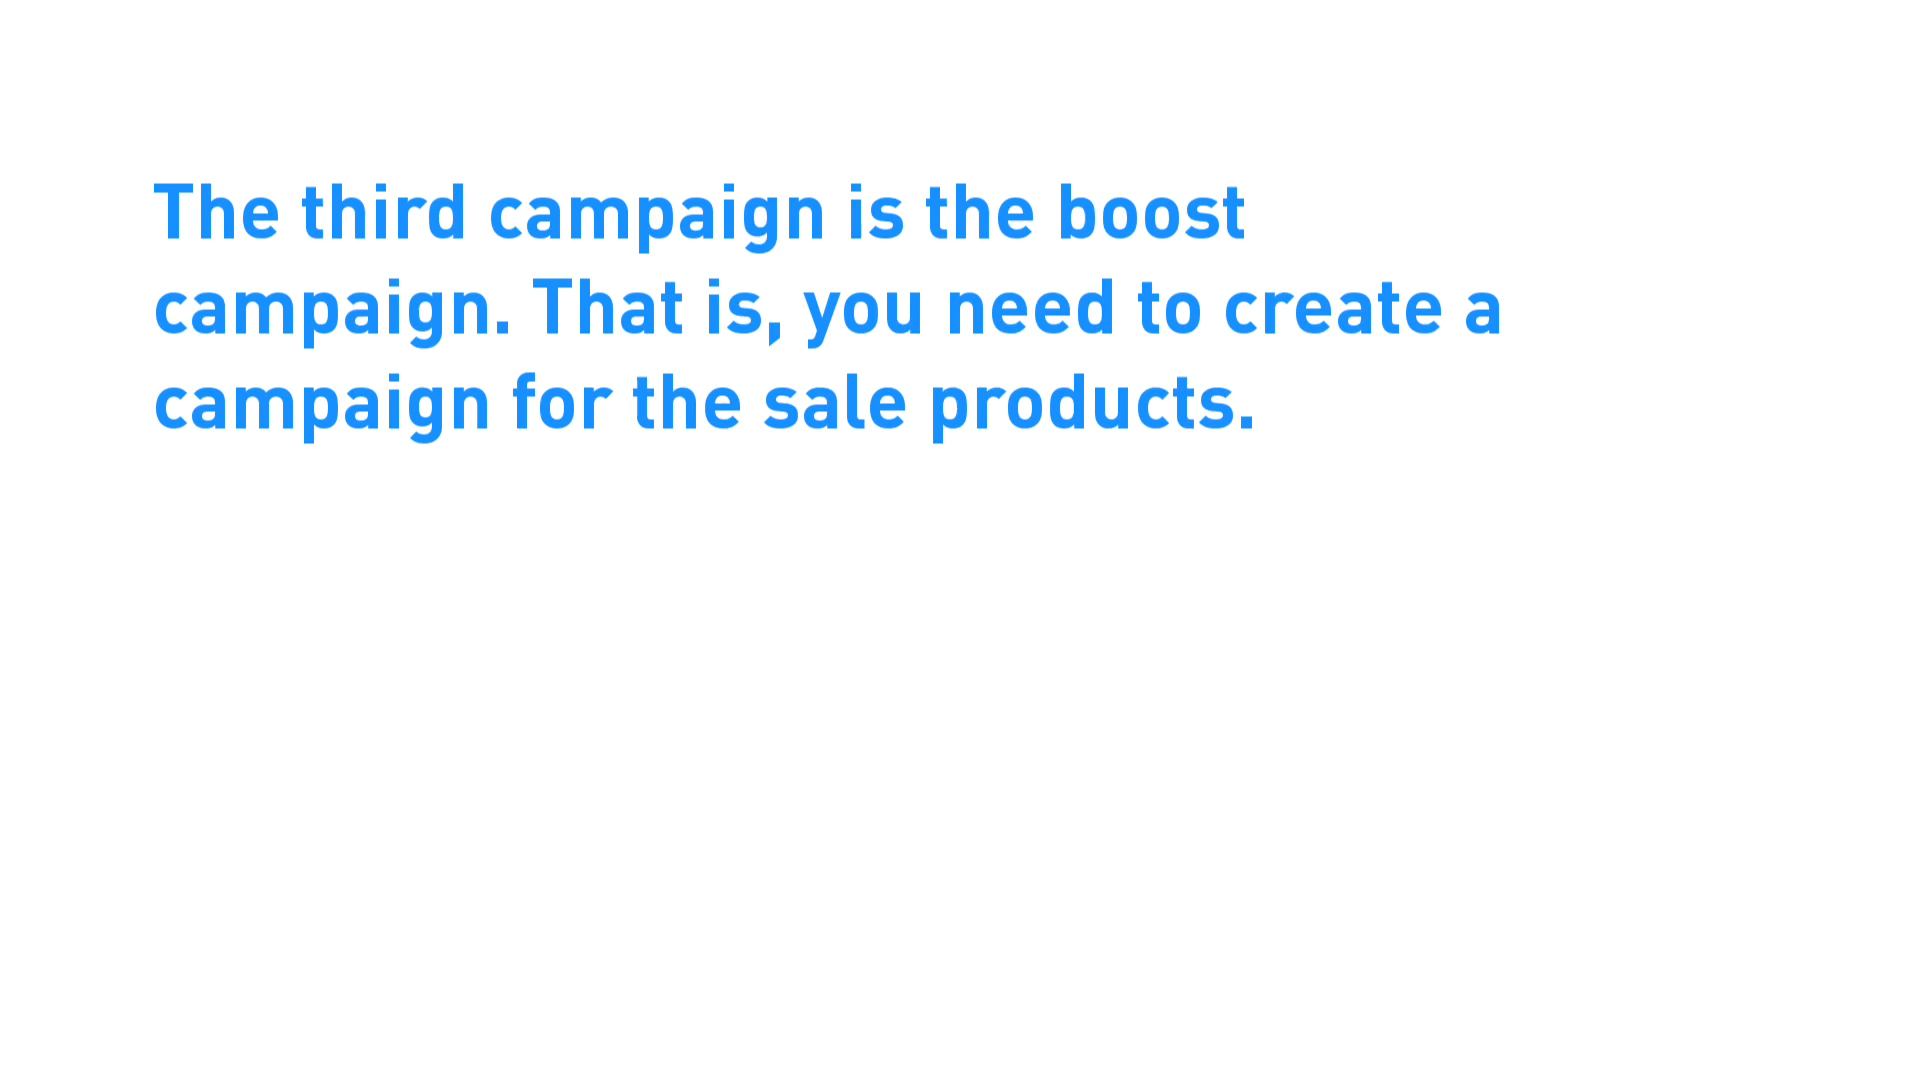 The third campaign is the boost
campaign. That is, you need to create a
campaign for the sale products.